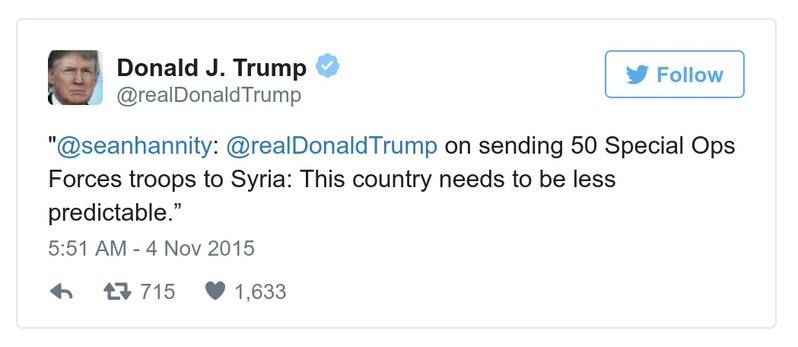 Donald J. Trump
@realDonaldTrump
Follow
"@seanhannity: @realDonaldTrump on sending 50 Special Ops
Forces troops to Syria: This country needs to be less
predictable.”
5:51 AM - 4 Nov 2015
715 1,633